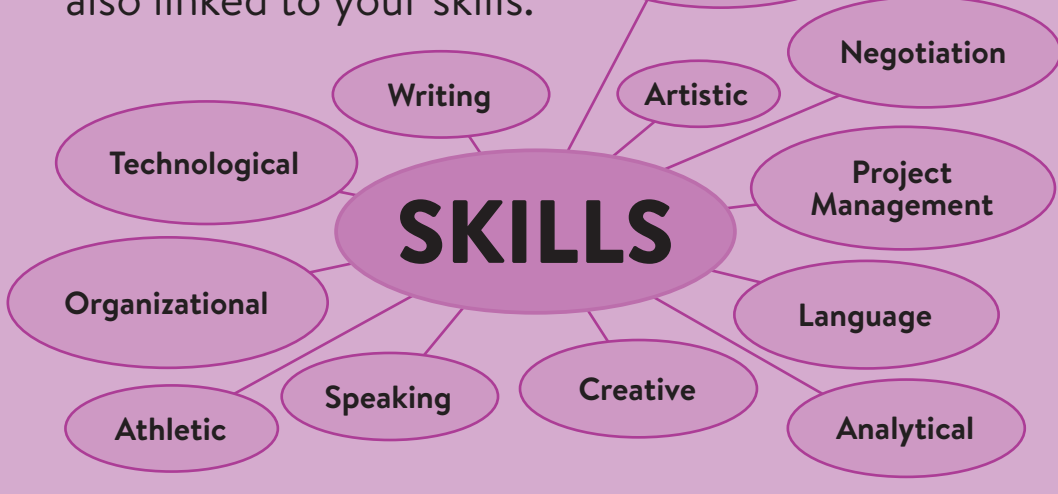 also linked to your skills.
Negotiation
Writing
Artistic
Technological
Project
Management
SKILLS
Organizational
Language
Speaking
Creative
Athletic
Analytical